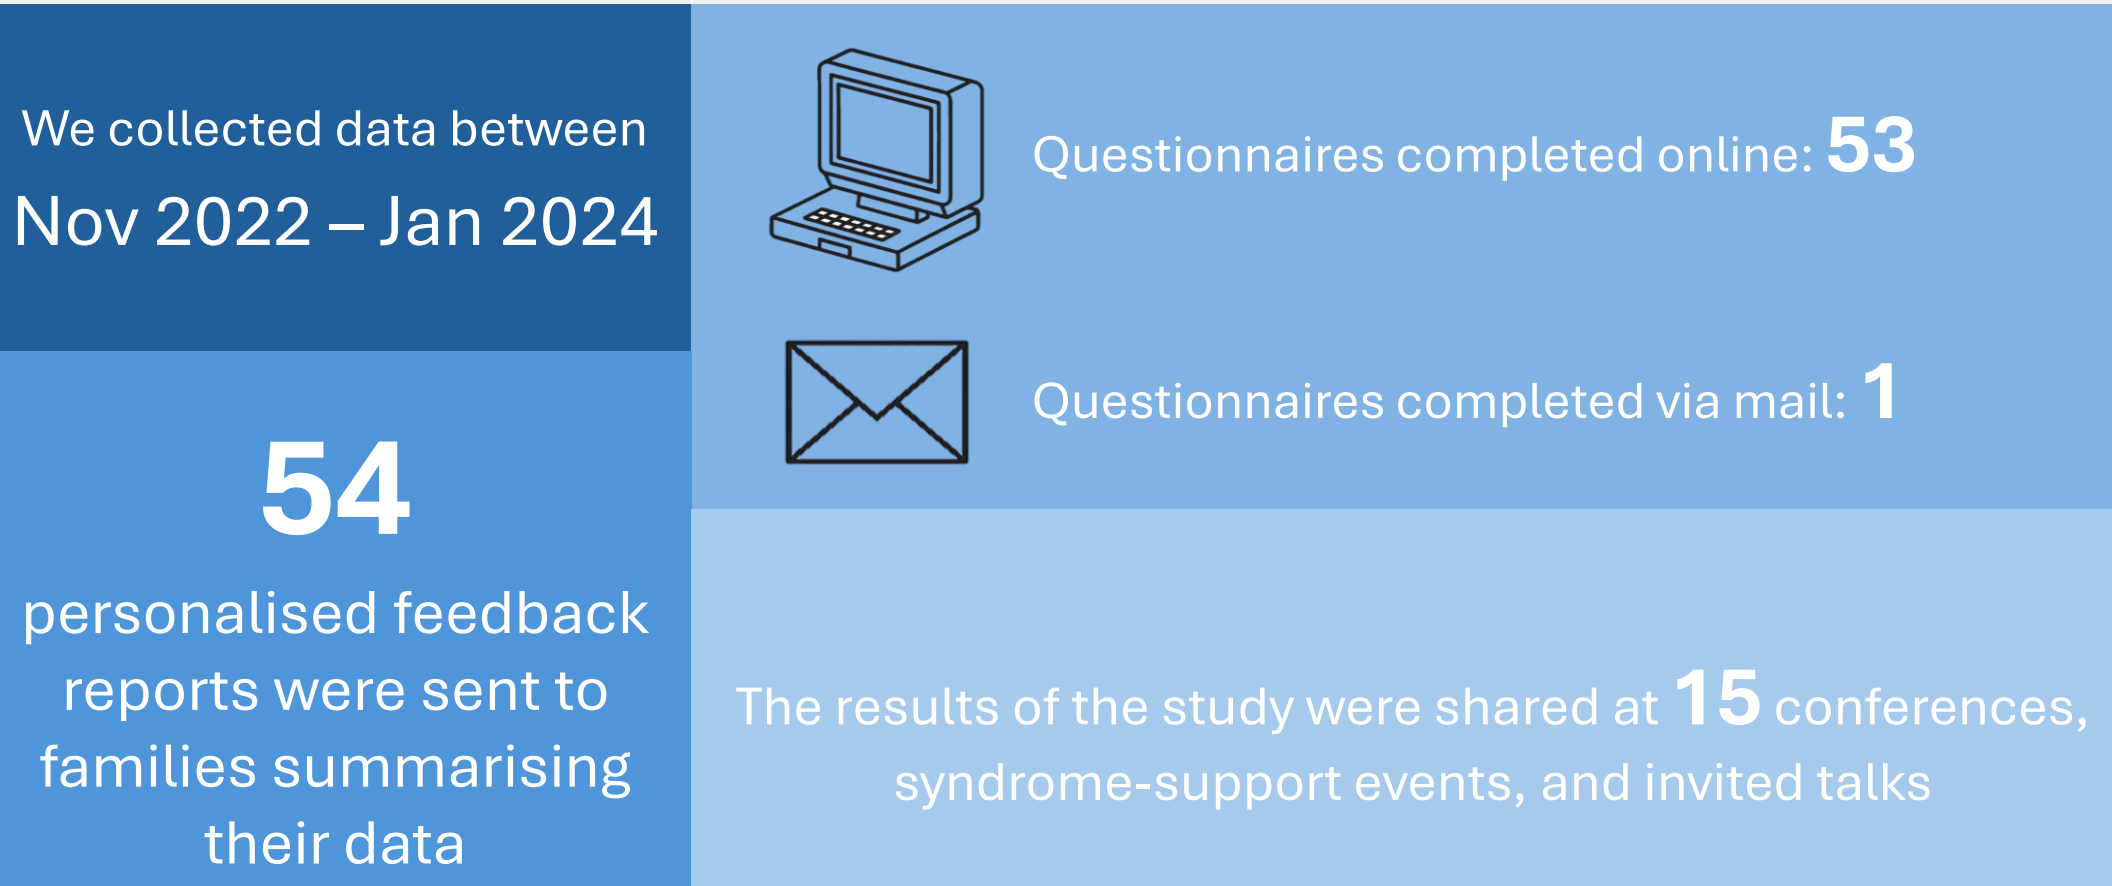 We collected data between
Nov 2022 – Jan 2024
54
personalised feedback
reports were sent to
families summarising
their data
Questionnaires completed online: 53
Questionnaires completed via mail: 1
The results of the study were shared at 15 conferences,
syndrome-support events, and invited talks